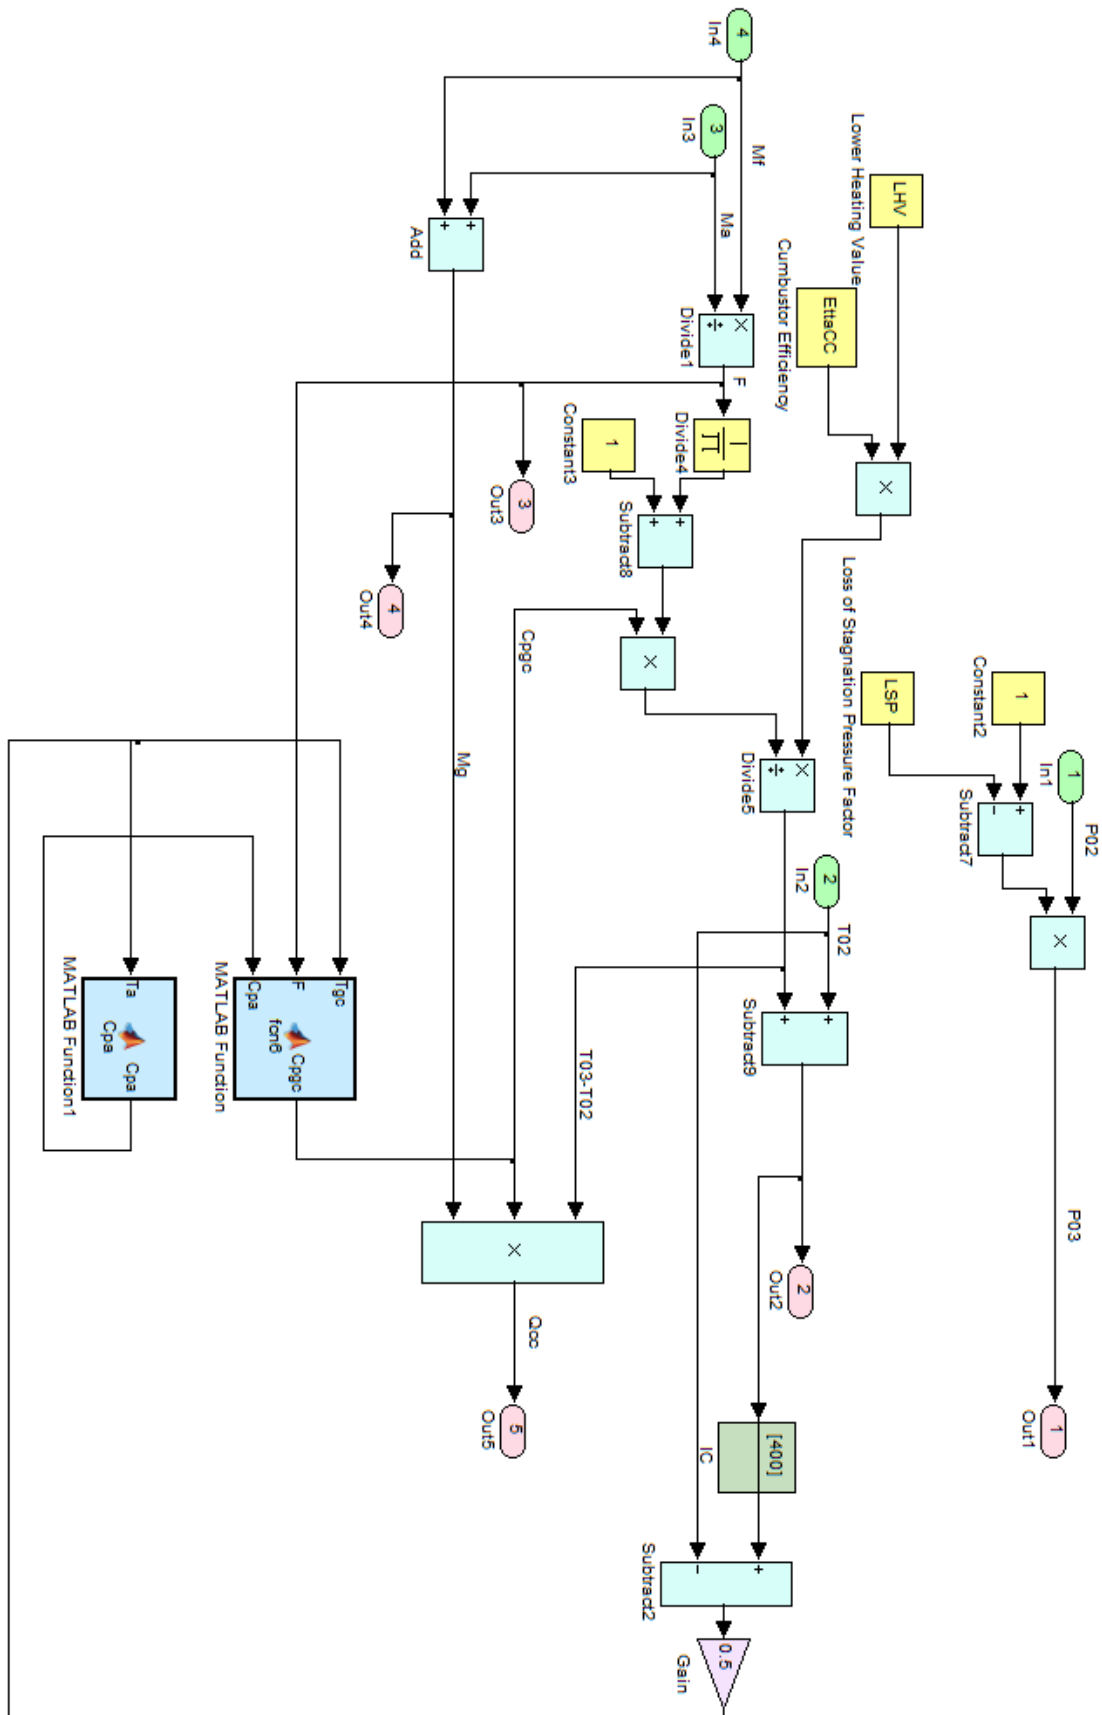 1
In1
P02
P03
1
Out1
1
Constant2
+
-
Subtract7
×
LSP
Loss of Stagnation Pressure Factor
LHV
Lower Heating Value
EttaCC
Cumbustor Efficiency
×
×
÷
Divide5
2
In2
T02
+
+
Subtract9
2
Out2
[400]
IC
+
-
Subtract2
0.5
Gain
4
In4
Mf
3
In3
Ma
×
÷
Divide1
F
1
Π
Divide4
1
Constant3
+
+
Subtract8
×
Cpgc
T03-T02
3
Out3
+
+
Add
4
Out4
Mg
×
Qcc
5
Out5
Tgc
F
Cpa
fcn6
Cpgc
MATLAB Function
Ta
Cpa
Cpa
MATLAB Function1